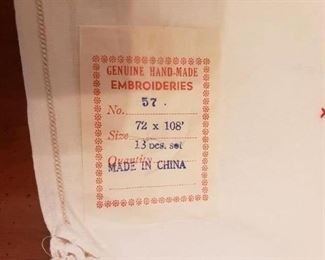 GENUINE HAND-MADE
EMBROIDERIES
No. 57.
Size 72 x 108'
Quantity 13 pcs. set
MADE IN CHINA